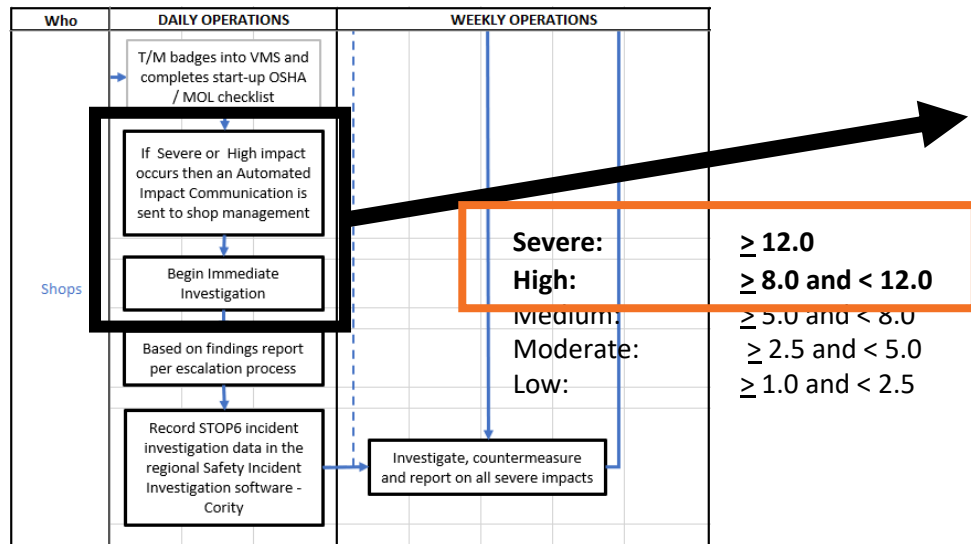 Who
DAILY OPERATIONS
WEEKLY OPERATIONS
T/M badges into VMS and
completes start-up OSHA
/ MOL checklist
If Severe or High impact
occurs then an Automated
Impact Communication is
sent to shop management
Begin Immediate
Investigation
Shops
Based on findings report
per escalation process
Record STOP6 incident
investigation data in the
regional Safety Incident
Investigation software -
Cority
Investigate, countermeasure
and report on all severe impacts
Severe: ≥ 12.0
High: ≥ 8.0 and < 12.0
Medium: ≥ 5.0 and < 8.0
Moderate: ≥ 2.5 and < 5.0
Low: ≥ 1.0 and < 2.5